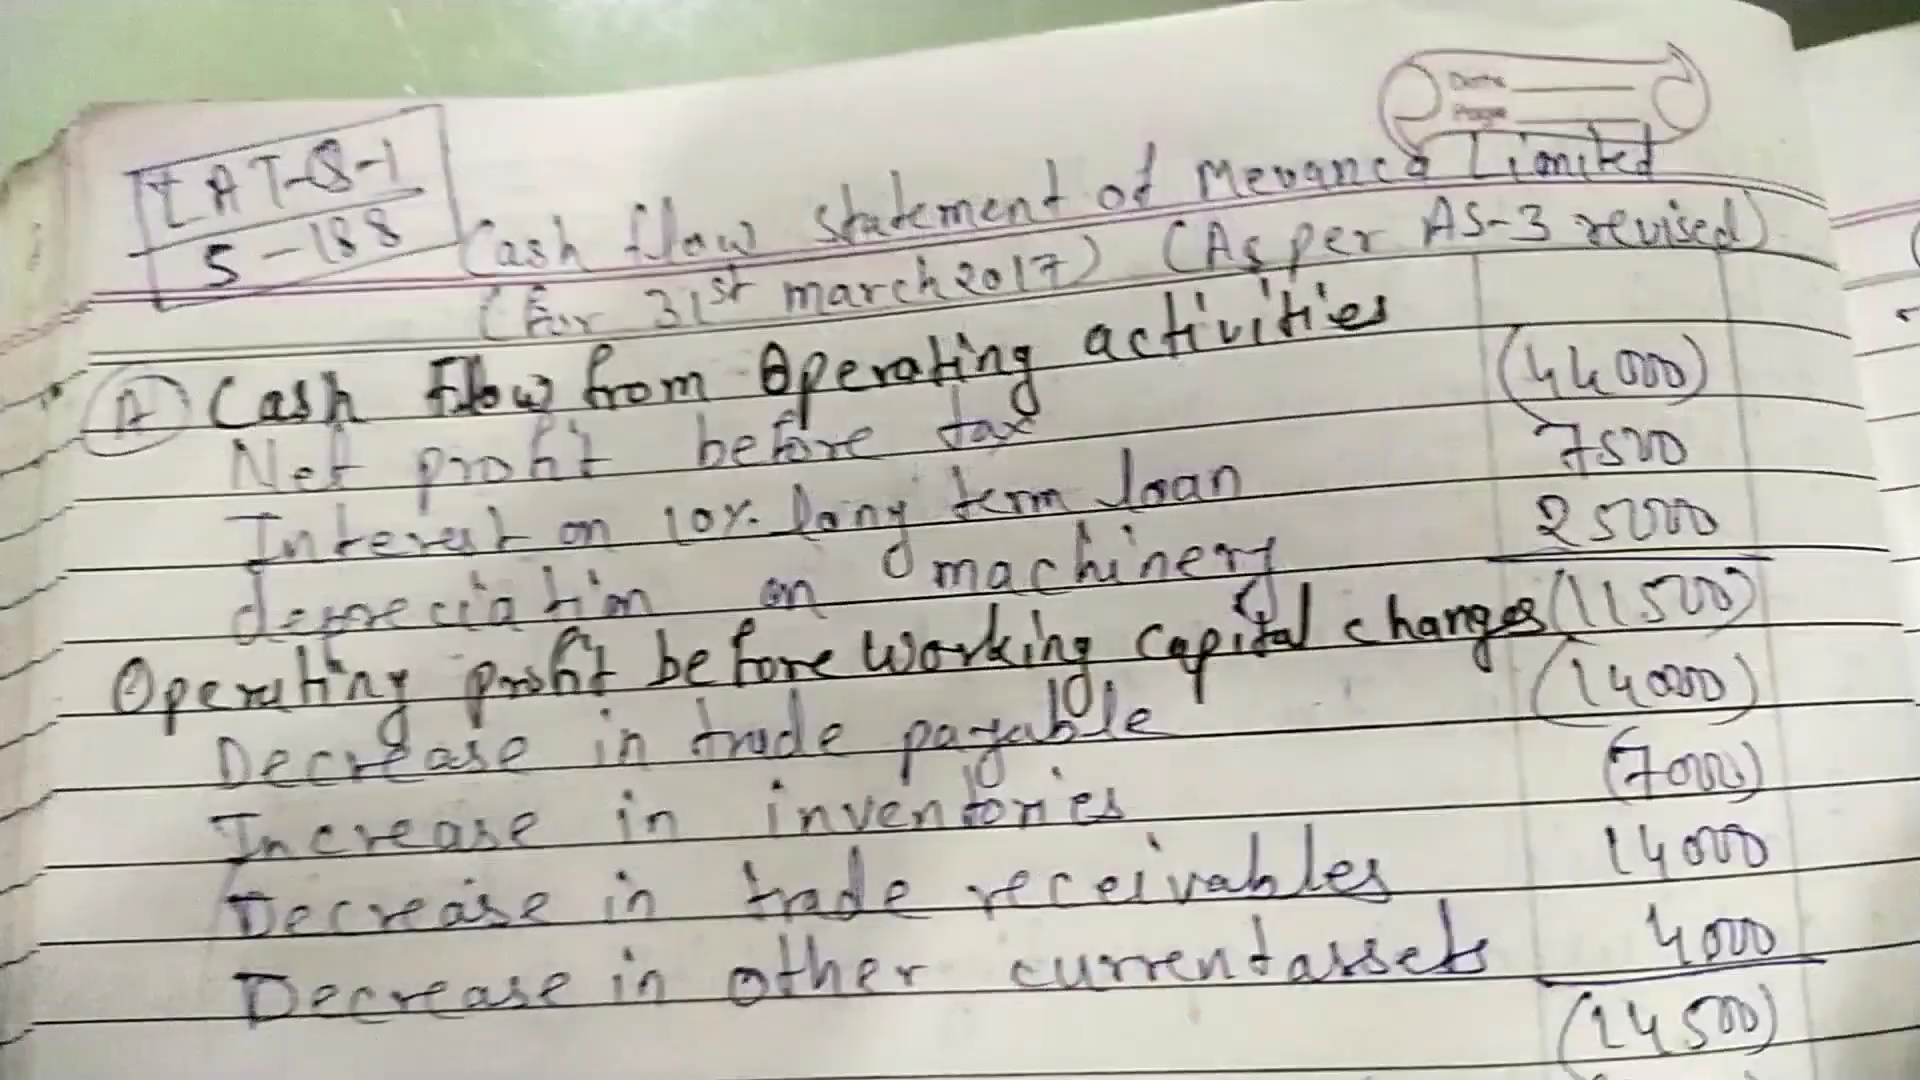 Date
Page
IAT-Q-1
5-188
Cash flow statement of Mevanca Limited
(For 31st march 2017) (As per AS-3 revised)
(A) Cash Flow from Operating activities
Net profit before tax (44000)
Interest on 10% long term loan 7500
depreciation on machinery 25000
Operating profit before working capital changes (11500)
Decrease in trade payable (14000)
Increase in inventories (7000)
Decrease in trade receivables 14000
Decrease in other current assets 4000
(14500)